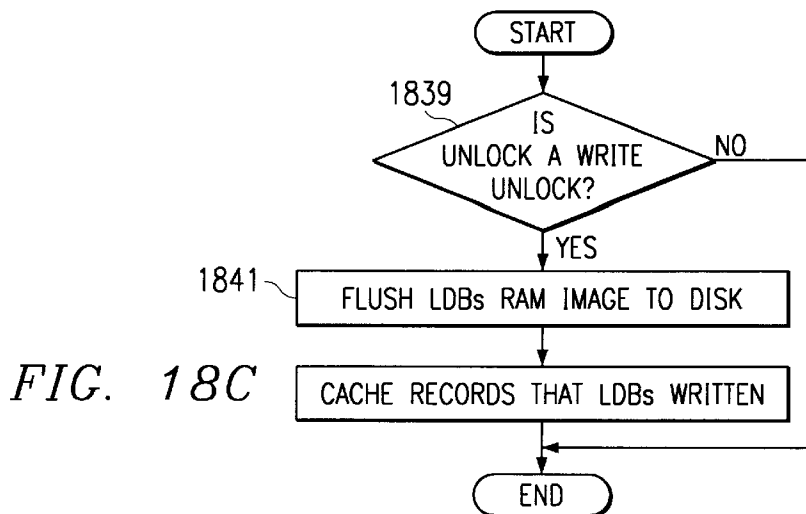 START
1839
IS
UNLOCK A WRITE
UNLOCK?
NO
YES
1841
FLUSH LDBs RAM IMAGE TO DISK
FIG. 18C
CACHE RECORDS THAT LDBs WRITTEN
END